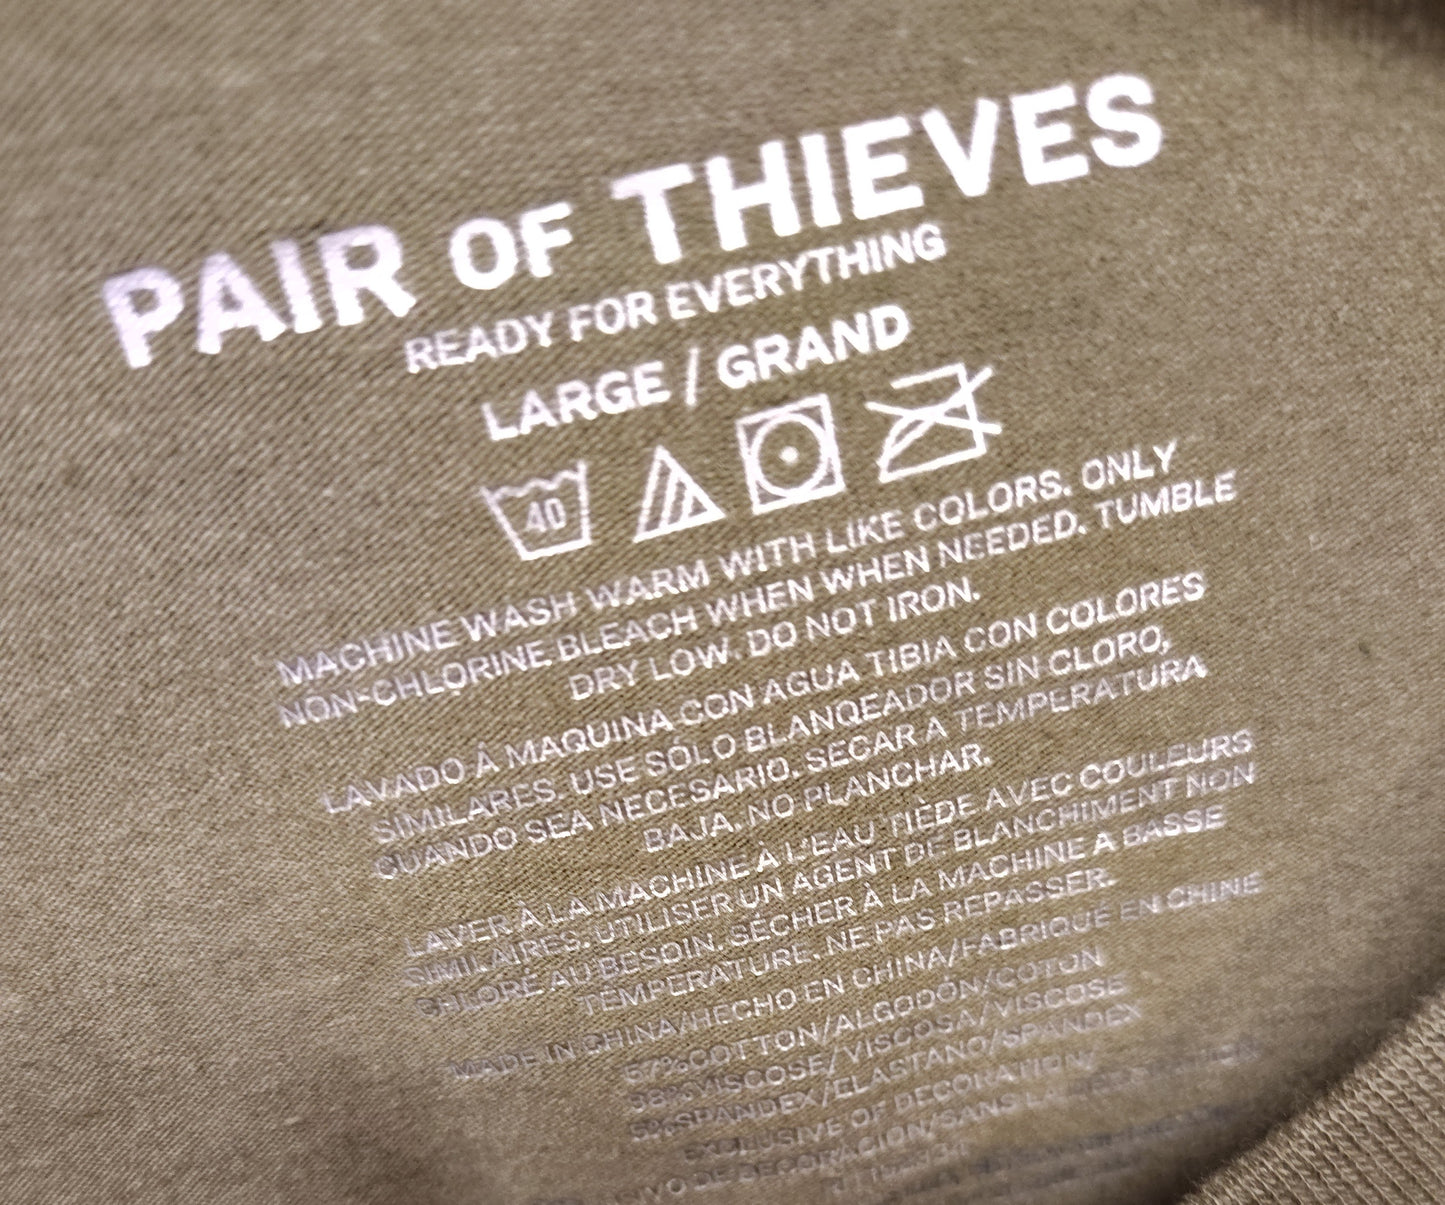 PAIR OF THIEVES
READY FOR EVERYTHING
LARGE / GRAND
40
MACHINE WASH WARM WITH LIKE COLORS. ONLY
NON-CHLORINE BLEACH WHEN WHEN NEEDED. TUMBLE
DRY LOW. DO NOT IRON.
LAVADO À MAQUINA CON AGUA TIBIA CON COLORES
SIMILARES. USE SÓLO BLANQEADOR SIN CLORO,
CUANDO SEA NECESARIO. SECAR A TEMPERATURA
BAJA. NO PLANCHAR.
LAVER À LA MACHINE À L'EAU TIÈDE AVEC COULEURS
SIMILAIRES. UTILISER UN AGENT DE BLANCHIMENT NON
CHLORÉ AU BESOIN. SÉCHER À LA MACHINE A BASSE
TEMPERATURE. NE PAS REPASSER.
MADE IN CHINA/HECHO EN CHINA/FABRIQUÉ EN CHINE
57%COTTON/ALGODÓN/COTON
38%VISCOSE/VISCOSA/VISCOSE
5%SPANDEX/ELASTANO/SPANDEX
EXCLUSIVE OF DECORATION/
DECORACION/SANS